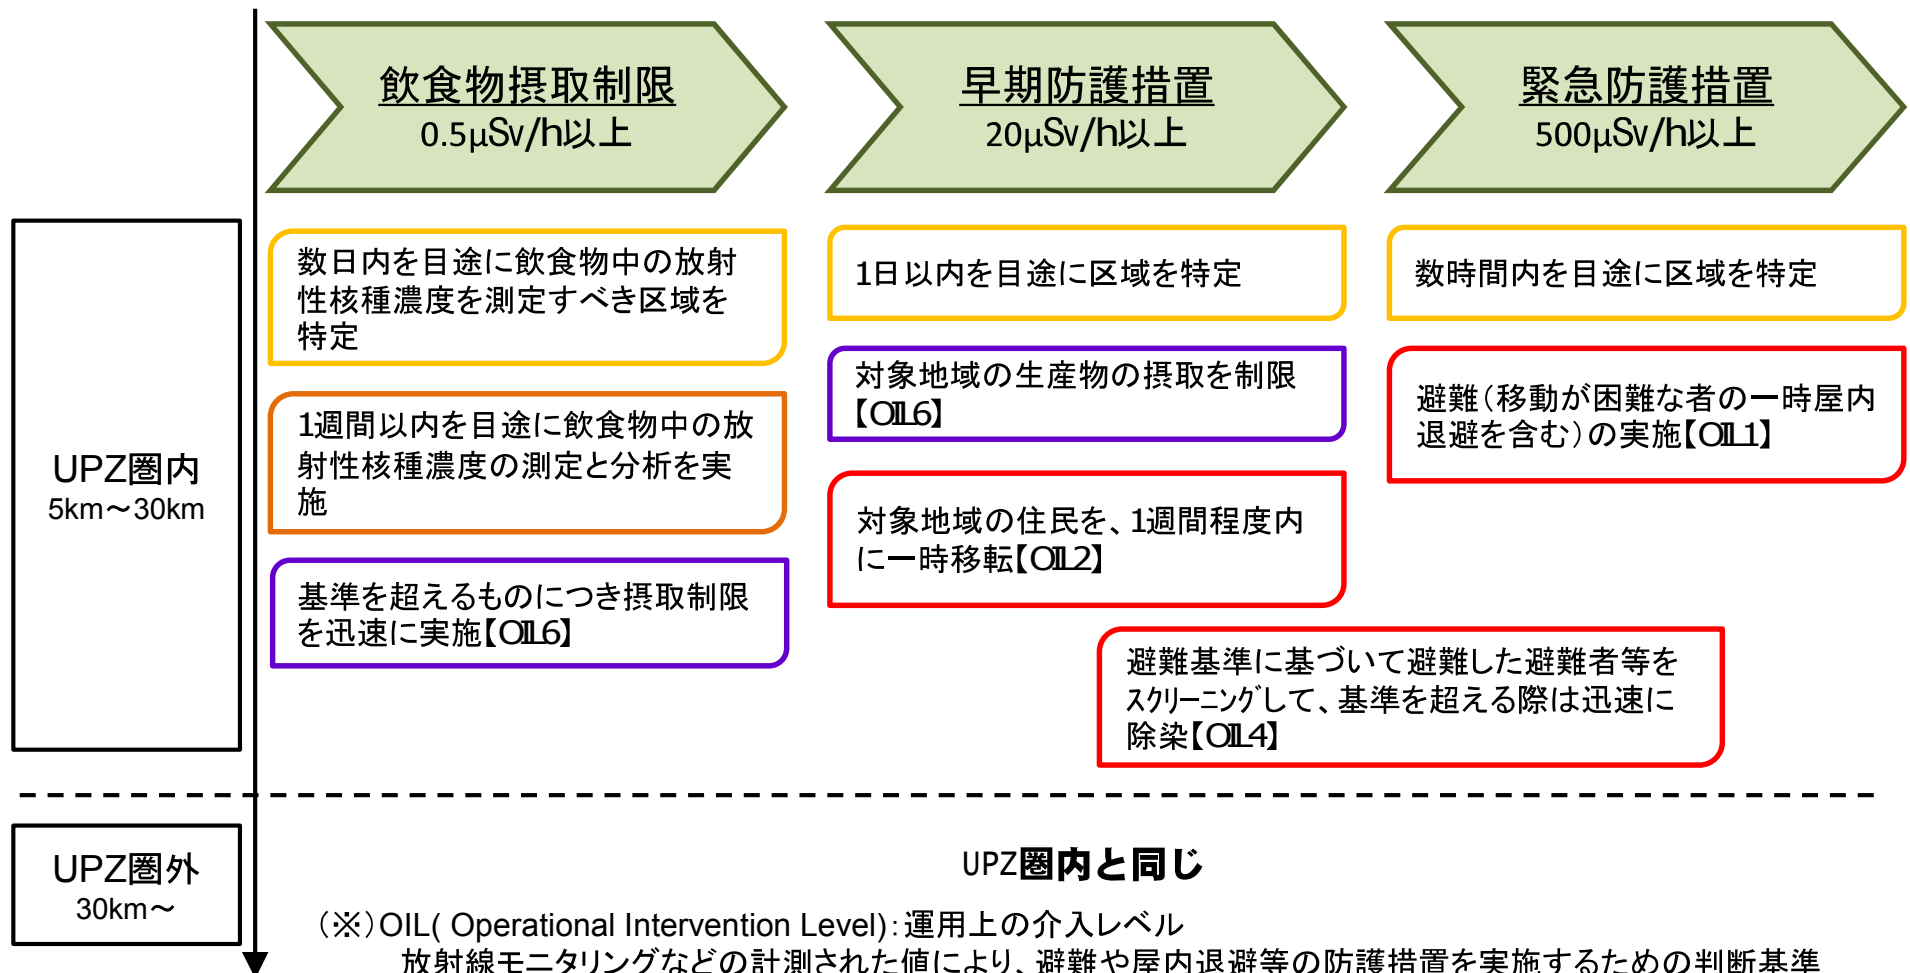 飲食物摂取制限
0.5μSv/h以上
早期防護措置
20μSv/h以上
緊急防護措置
500μSv/h以上
UPZ圏内
5km～30km
数日内を目途に飲食物中の放射
性核種濃度を測定すべき区域を
特定
1週間以内を目途に飲食物中の放
射性核種濃度の測定と分析を実
施
基準を超えるものにつき摂取制限
を迅速に実施【OIL6】
1日以内を目途に区域を特定
対象地域の生産物の摂取を制限
【OIL6】
対象地域の住民を、1週間程度内
に一時移転【OIL2】
数時間内を目途に区域を特定
避難（移動が困難な者の一時屋内
退避を含む）の実施【OIL1】
避難基準に基づいて避難した避難者等を
ｽｸﾘｰﾆﾝｸﾞして、基準を超える際は迅速に
除染【OIL4】
UPZ圏外
30km～
UPZ圏内と同じ
（※）OIL( Operational Intervention Level)：運用上の介入レベル
放射線モニタリングなどの計測された値により、避難や屋内退避等の防護措置を実施するための判断基準